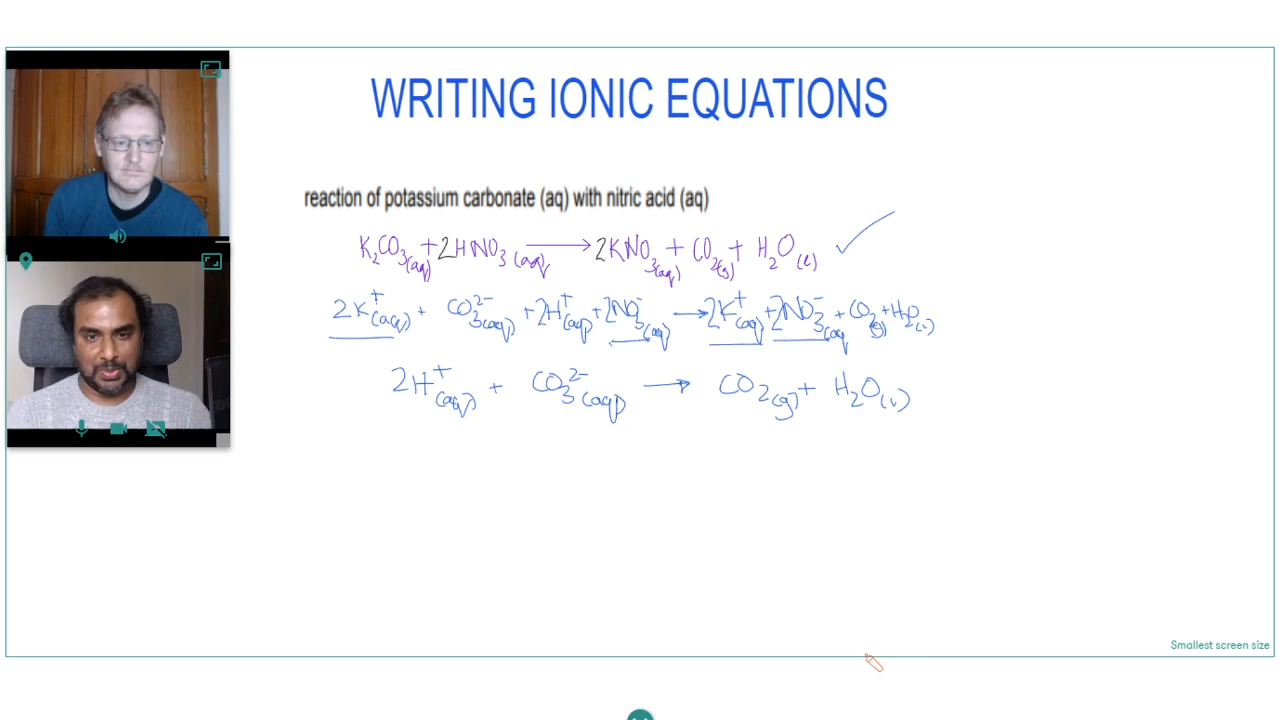 WRITING IONIC EQUATIONS
reaction of potassium carbonate (aq) with nitric acid (aq)
K₂CO₃(aq) + 2HNO₃(aq) → 2KNO₃(aq) + CO₂(g) + H₂O(l) ✓
2K⁺(aq) + CO₃²⁻(aq) + 2H⁺(aq) + 2NO₃⁻(aq) → 2K⁺(aq) + 2NO₃⁻(aq) + CO₂(g) + H₂O(l)
2H⁺(aq) + CO₃²⁻(aq) → CO₂(g) + H₂O(l)
Smallest screen size